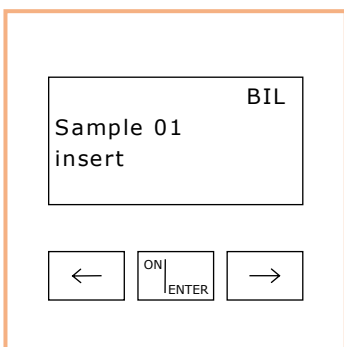 BIL
Sample 01
insert
← ON ENTER →